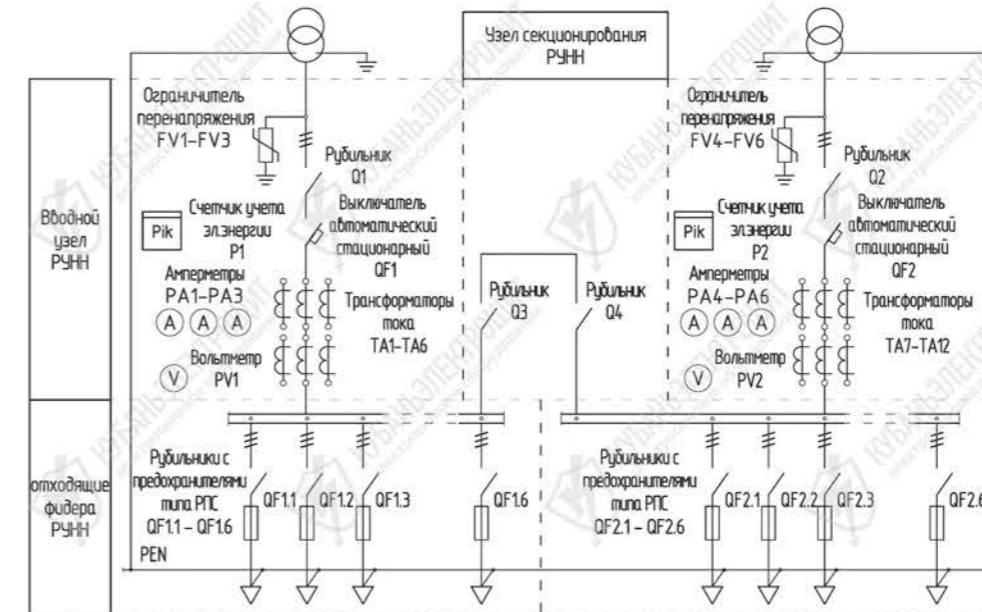 Узел секционирования
РУНН
Ограничитель
перенапряжения
FV1-FV3
Ограничитель
перенапряжения
FV4-FV6
Рубильник
Q1
Рубильник
Q2
Вводной
узел
РУНН
Pik
Счетчик учета
эл.энергии
P1
Выключатель
автоматический
стационарный
QF1
Pik
Счетчик учета
эл.энергии
P2
Выключатель
автоматический
стационарный
QF2
Амперметры
PA1-PA3
A A A
Трансформаторы
тока
TA1-TA6
Рубильник
Q3
Рубильник
Q4
Амперметры
PA4-PA6
A A A
Трансформаторы
тока
TA7-TA12
Вольтметр
PV1
V
Вольтметр
PV2
V
отходящие
фидера
РУНН
Рубильники с
предохранителями
типа РПС
QF1.1 - QF1.6
QF1.1
QF1.2
QF1.3
QF1.6
Рубильники с
предохранителями
типа РПС
QF2.1 - QF2.6
QF2.1
QF2.2
QF2.3
QF2.6
PEN
КУБАНЬЭЛЕКТРОЩИТ